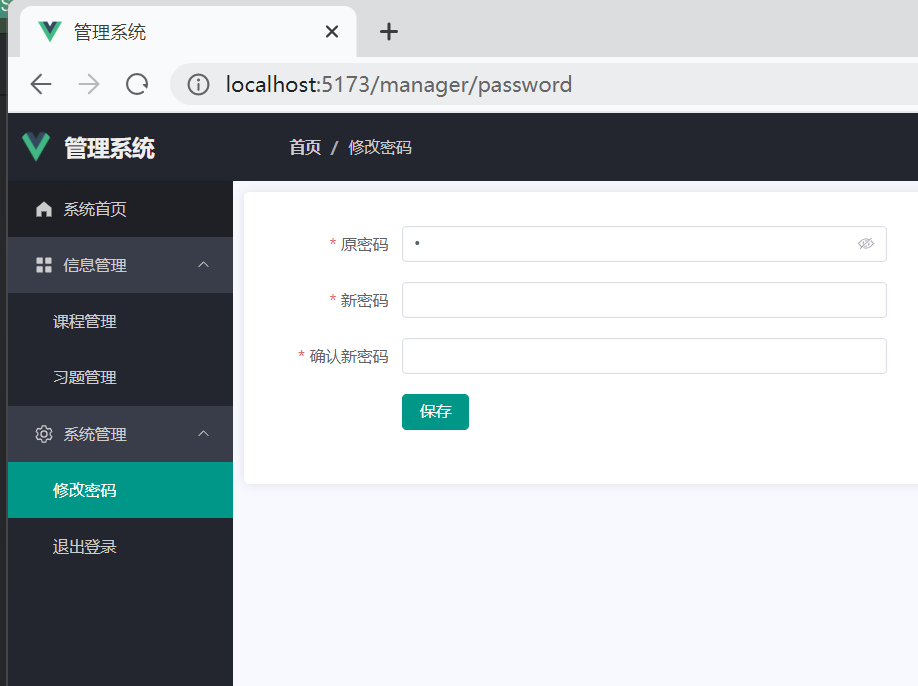 管理系统
localhost:5173/manager/password
管理系统
首页 / 修改密码
系统首页
信息管理
课程管理
习题管理
系统管理
修改密码
退出登录
* 原密码 •
* 新密码
* 确认新密码
保存